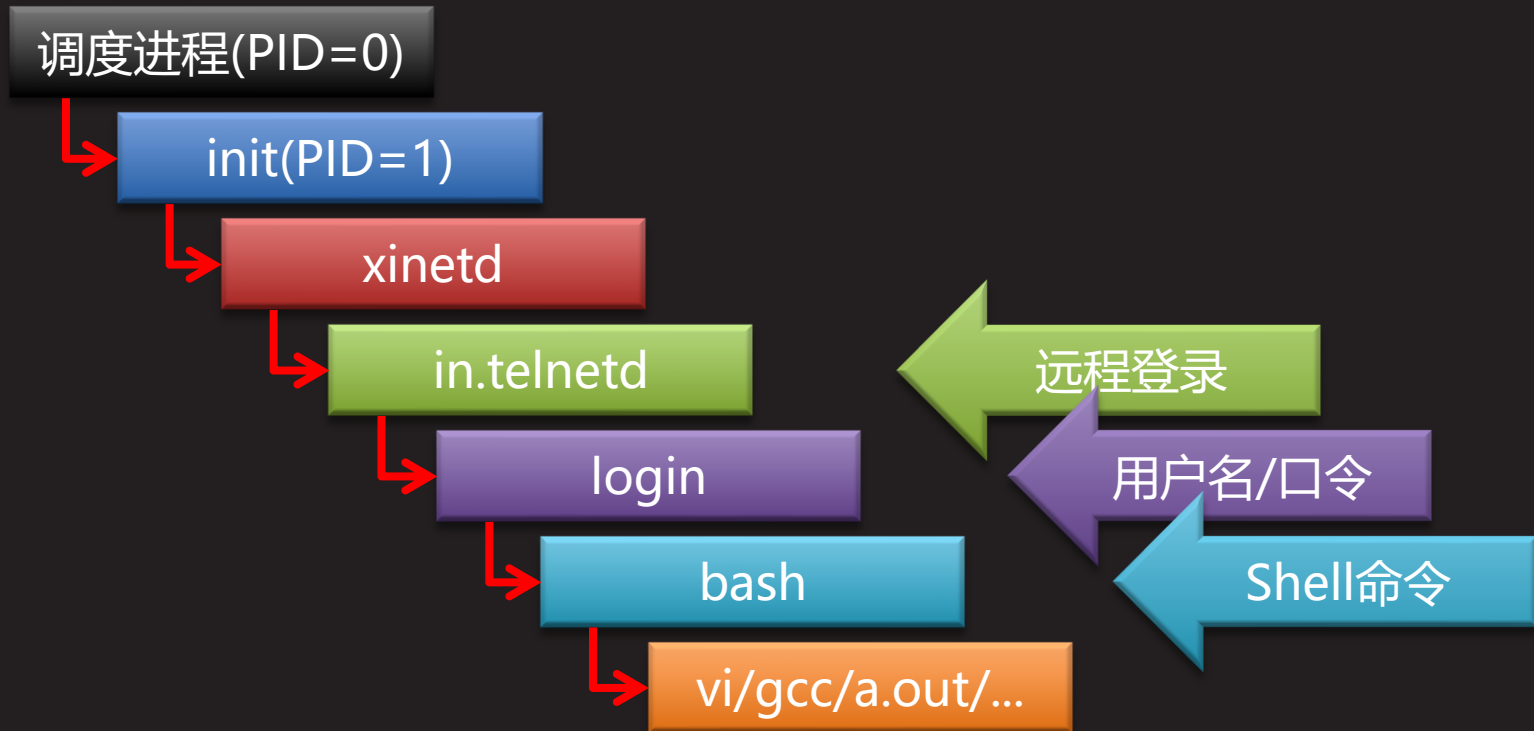 调度进程(PID=0)
init(PID=1)
xinetd
in.telnetd
远程登录
login
用户名/口令
bash
Shell命令
vi/gcc/a.out/...